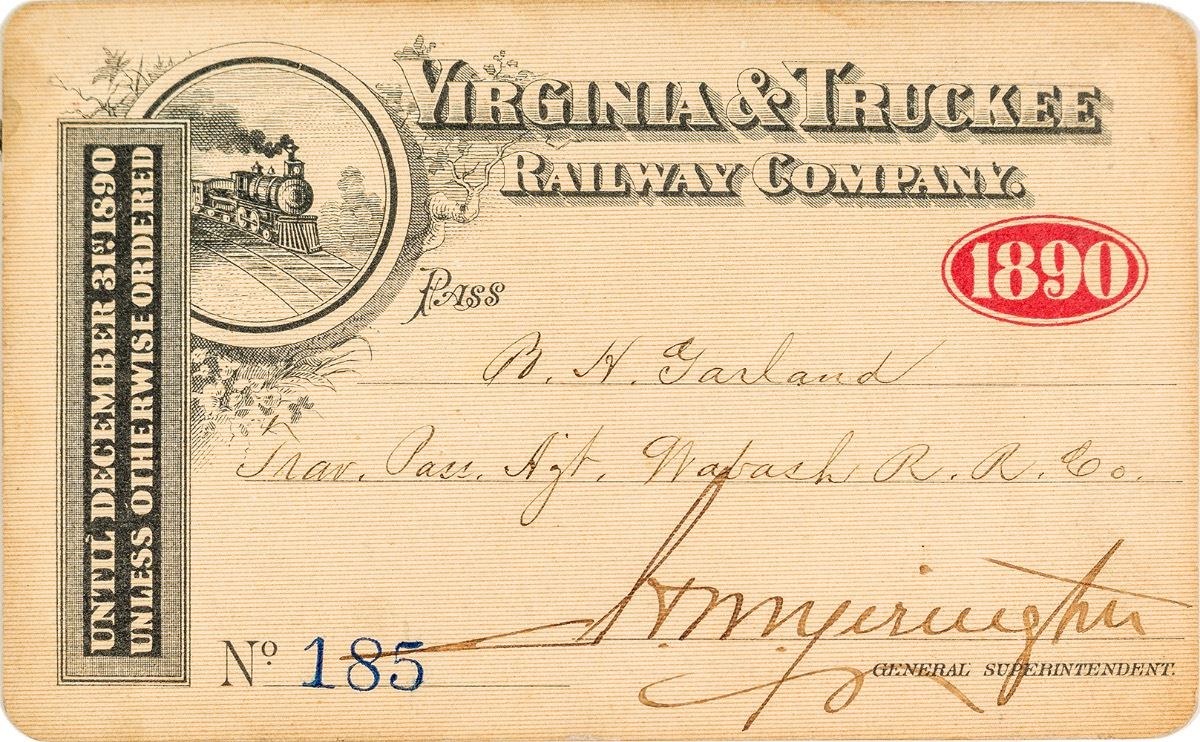 VIRGINIA & TRUCKEE
RAILWAY COMPANY.
1890
UNTIL DECEMBER 31st 1890
UNLESS OTHERWISE ORDERED
PASS
B. H. Garland
Trav. Pass. Agt. Wabash R. R. Co.
H. M. Yerington
GENERAL SUPERINTENDENT.
No 185